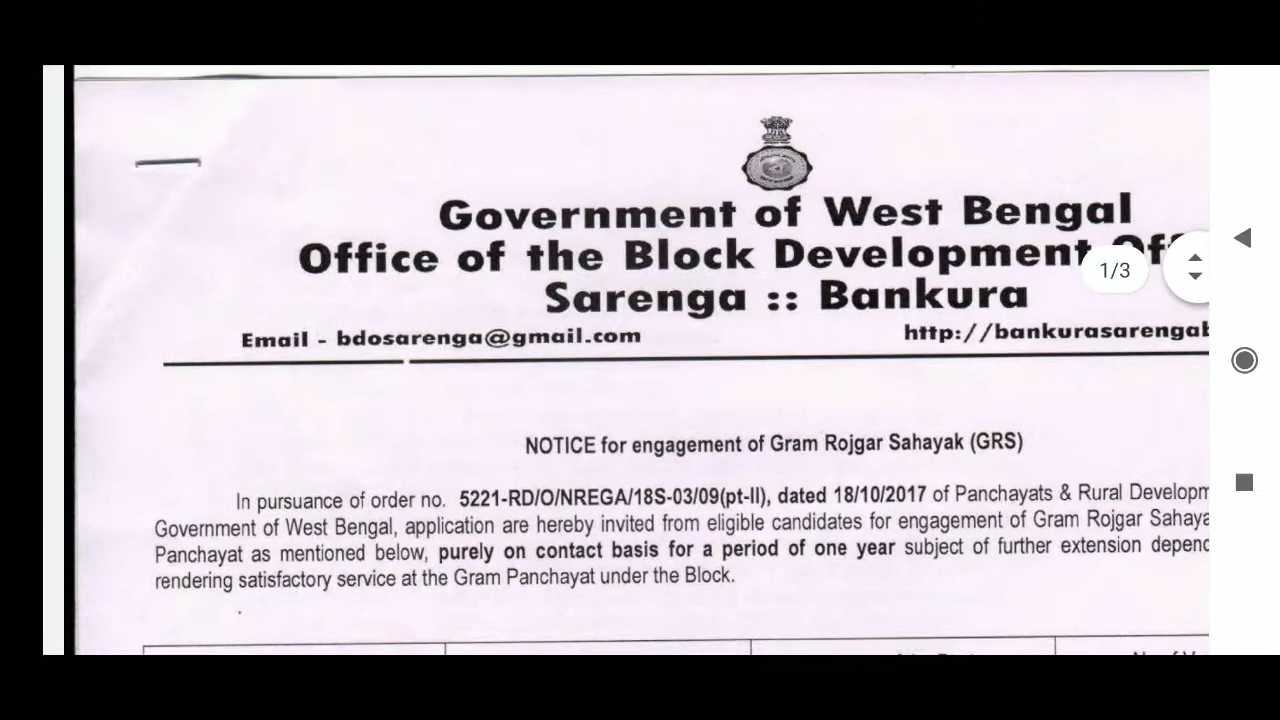 Government of West Bengal
Office of the Block Development Off
Sarenga :: Bankura
Email - bdosarenga@gmail.com
http://bankurasarengab
1/3
NOTICE for engagement of Gram Rojgar Sahayak (GRS)
In pursuance of order no. 5221-RD/O/NREGA/18S-03/09(pt-II), dated 18/10/2017 of Panchayats & Rural Developm
Government of West Bengal, application are hereby invited from eligible candidates for engagement of Gram Rojgar Sahaya
Panchayat as mentioned below, purely on contact basis for a period of one year subject of further extension depend
rendering satisfactory service at the Gram Panchayat under the Block.